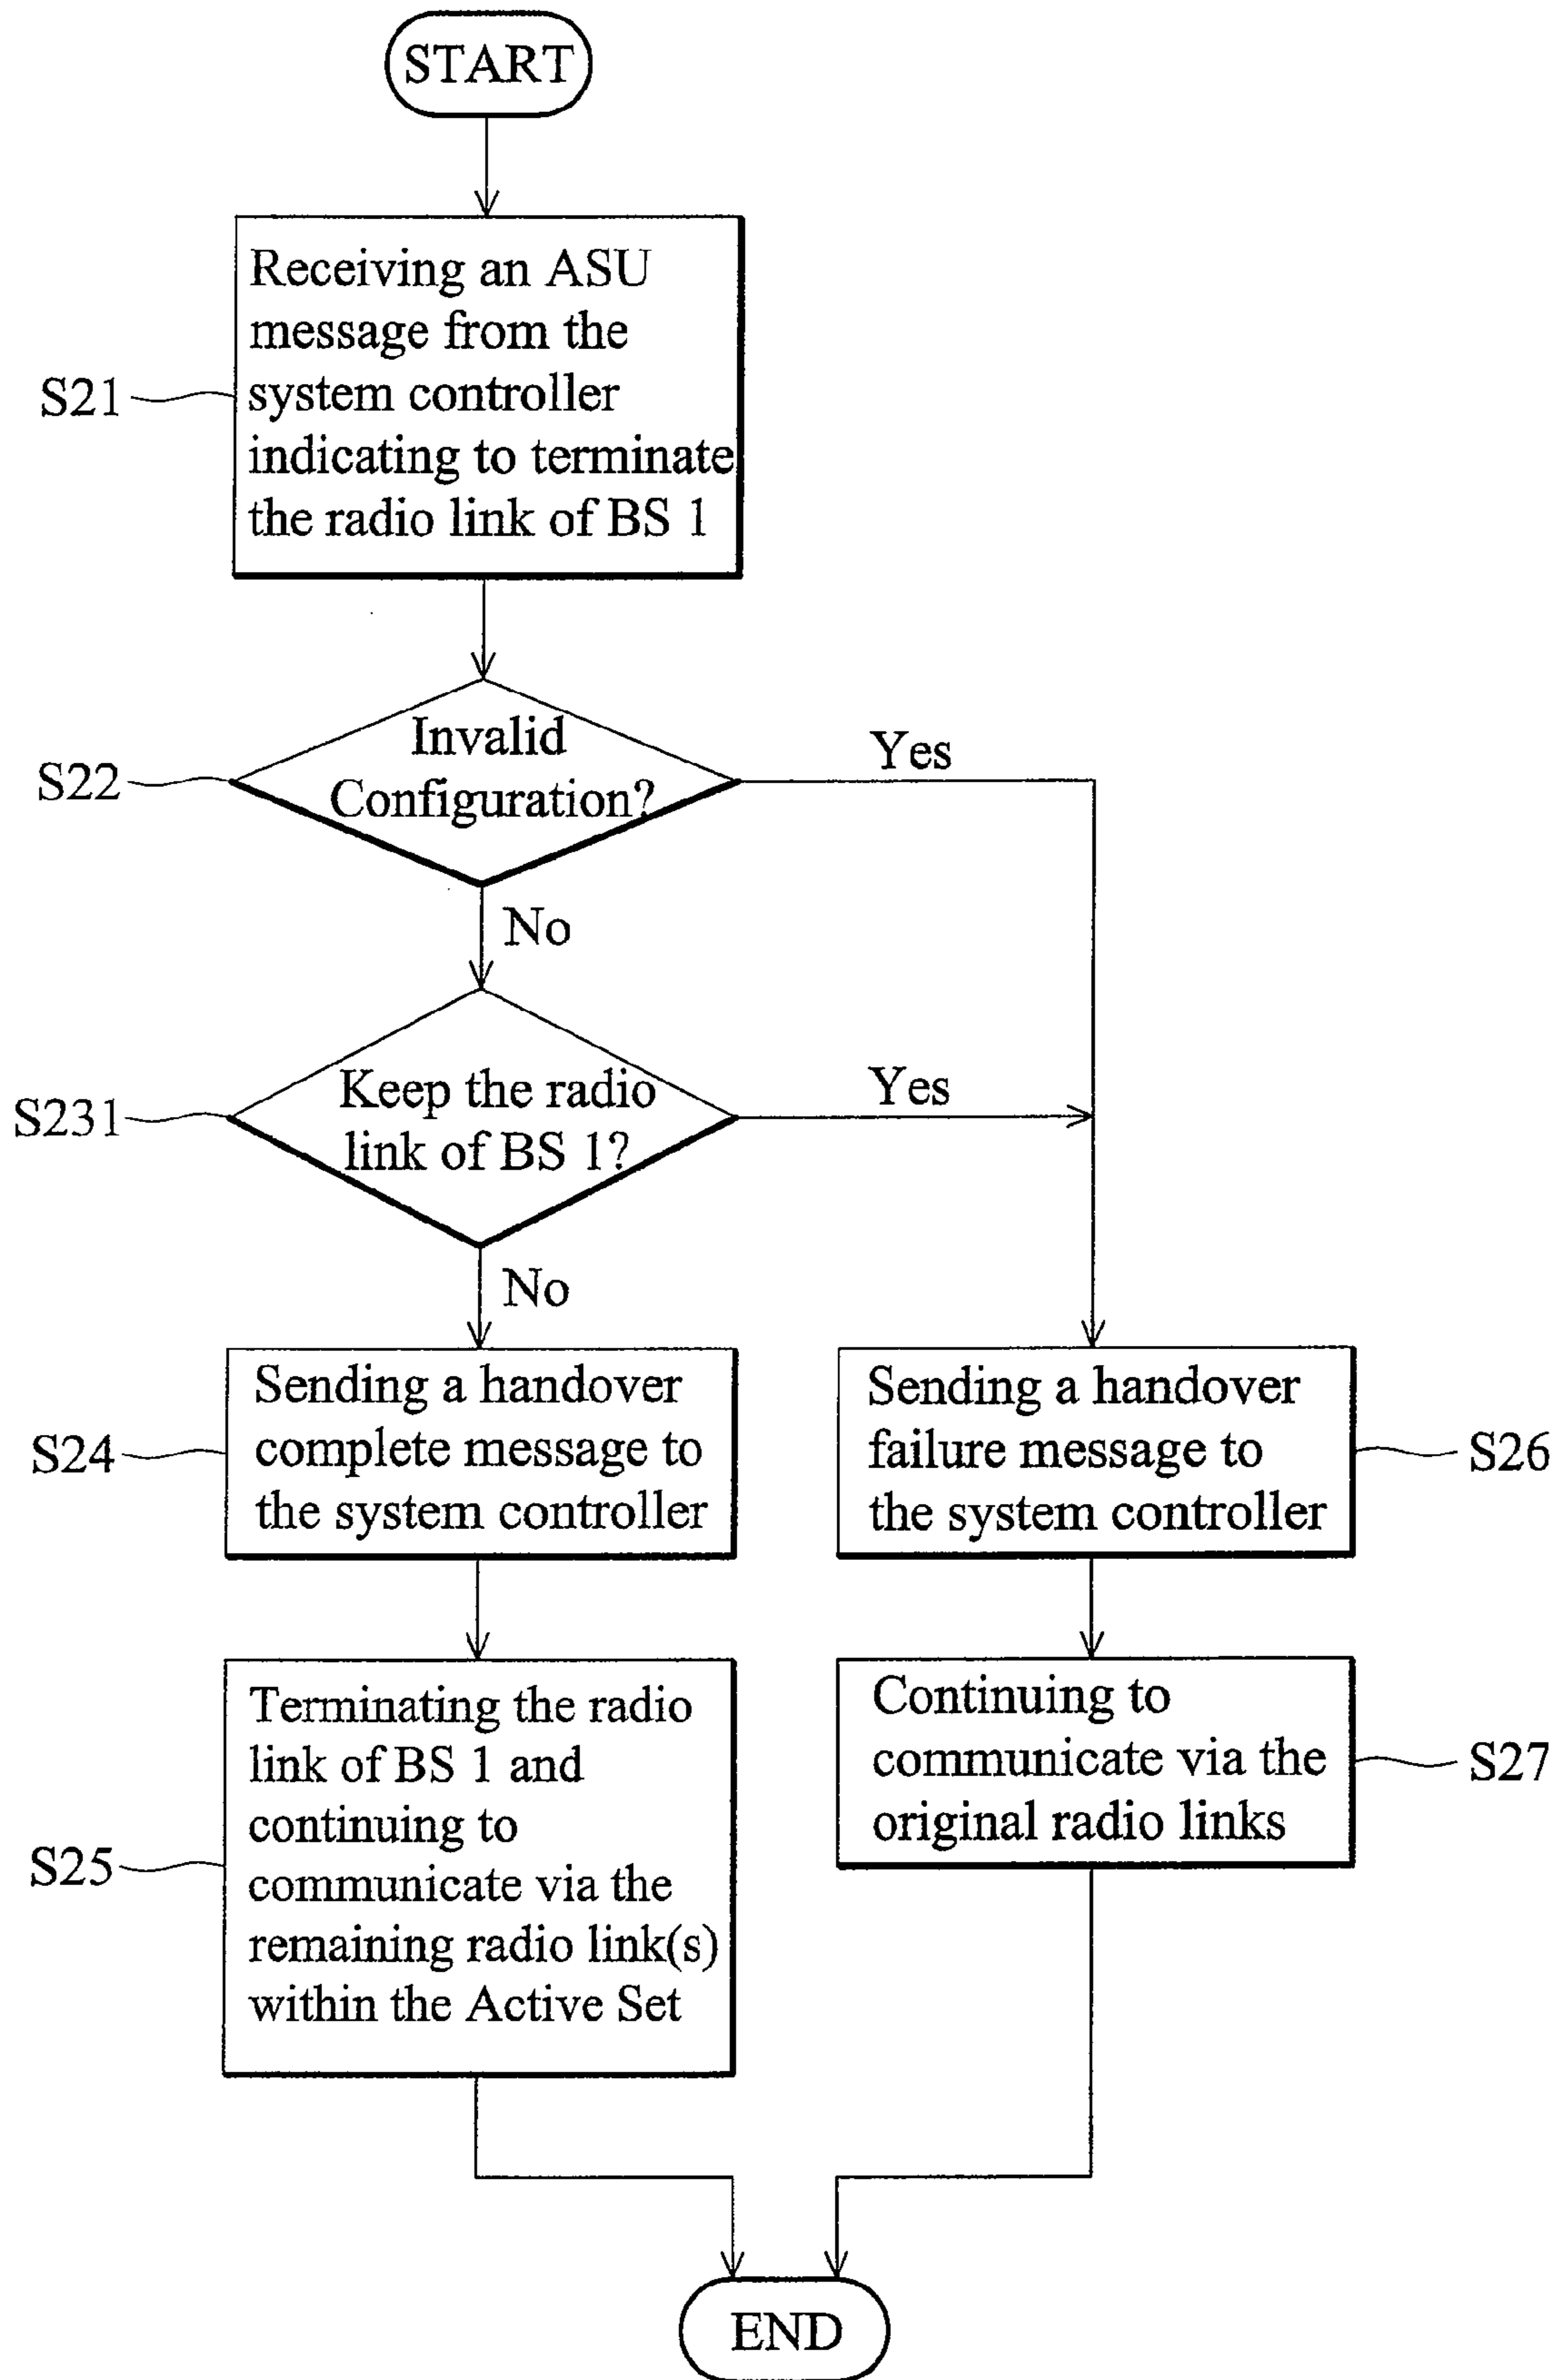 START
S21
Receiving an ASU
message from the
system controller
indicating to terminate
the radio link of BS 1
S22
Invalid
Configuration?
Yes
No
S231
Keep the radio
link of BS 1?
Yes
No
S24
Sending a handover
complete message to
the system controller
Sending a handover
failure message to
the system controller
S26
S25
Terminating the radio
link of BS 1 and
continuing to
communicate via the
remaining radio link(s)
within the Active Set
Continuing to
communicate via the
original radio links
S27
END